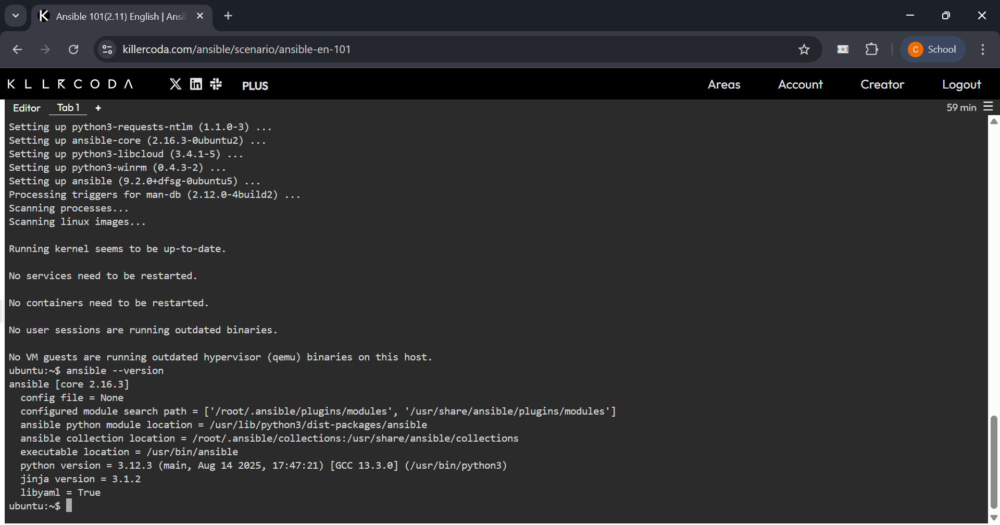 Ansible 101(2.11) English | Ansi
killercoda.com/ansible/scenario/ansible-en-101
C School
KLLRCODA PLUS Areas Account Creator Logout
Editor Tab 1 + 59 min
Setting up python3-requests-ntlm (1.1.0-3) ...
Setting up ansible-core (2.16.3-0ubuntu2) ...
Setting up python3-libcloud (3.4.1-5) ...
Setting up python3-winrm (0.4.3-2) ...
Setting up ansible (9.2.0+dfsg-0ubuntu5) ...
Processing triggers for man-db (2.12.0-4build2) ...
Scanning processes...
Scanning linux images...
Running kernel seems to be up-to-date.
No services need to be restarted.
No containers need to be restarted.
No user sessions are running outdated binaries.
No VM guests are running outdated hypervisor (qemu) binaries on this host.
ubuntu:~$ ansible --version
ansible [core 2.16.3]
  config file = None
  configured module search path = ['/root/.ansible/plugins/modules', '/usr/share/ansible/plugins/modules']
  ansible python module location = /usr/lib/python3/dist-packages/ansible
  ansible collection location = /root/.ansible/collections:/usr/share/ansible/collections
  executable location = /usr/bin/ansible
  python version = 3.12.3 (main, Aug 14 2025, 17:47:21) [GCC 13.3.0] (/usr/bin/python3)
  jinja version = 3.1.2
  libyaml = True
ubuntu:~$